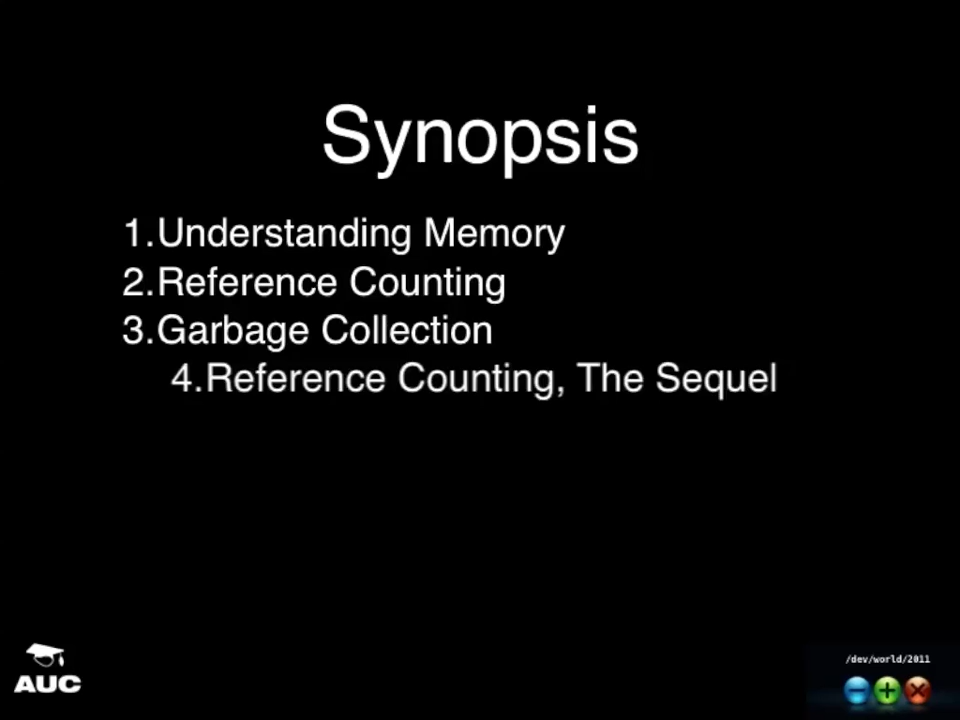 Synopsis
1.Understanding Memory
2.Reference Counting
3.Garbage Collection
4.Reference Counting, The Sequel
AUC
/dev/world/2011